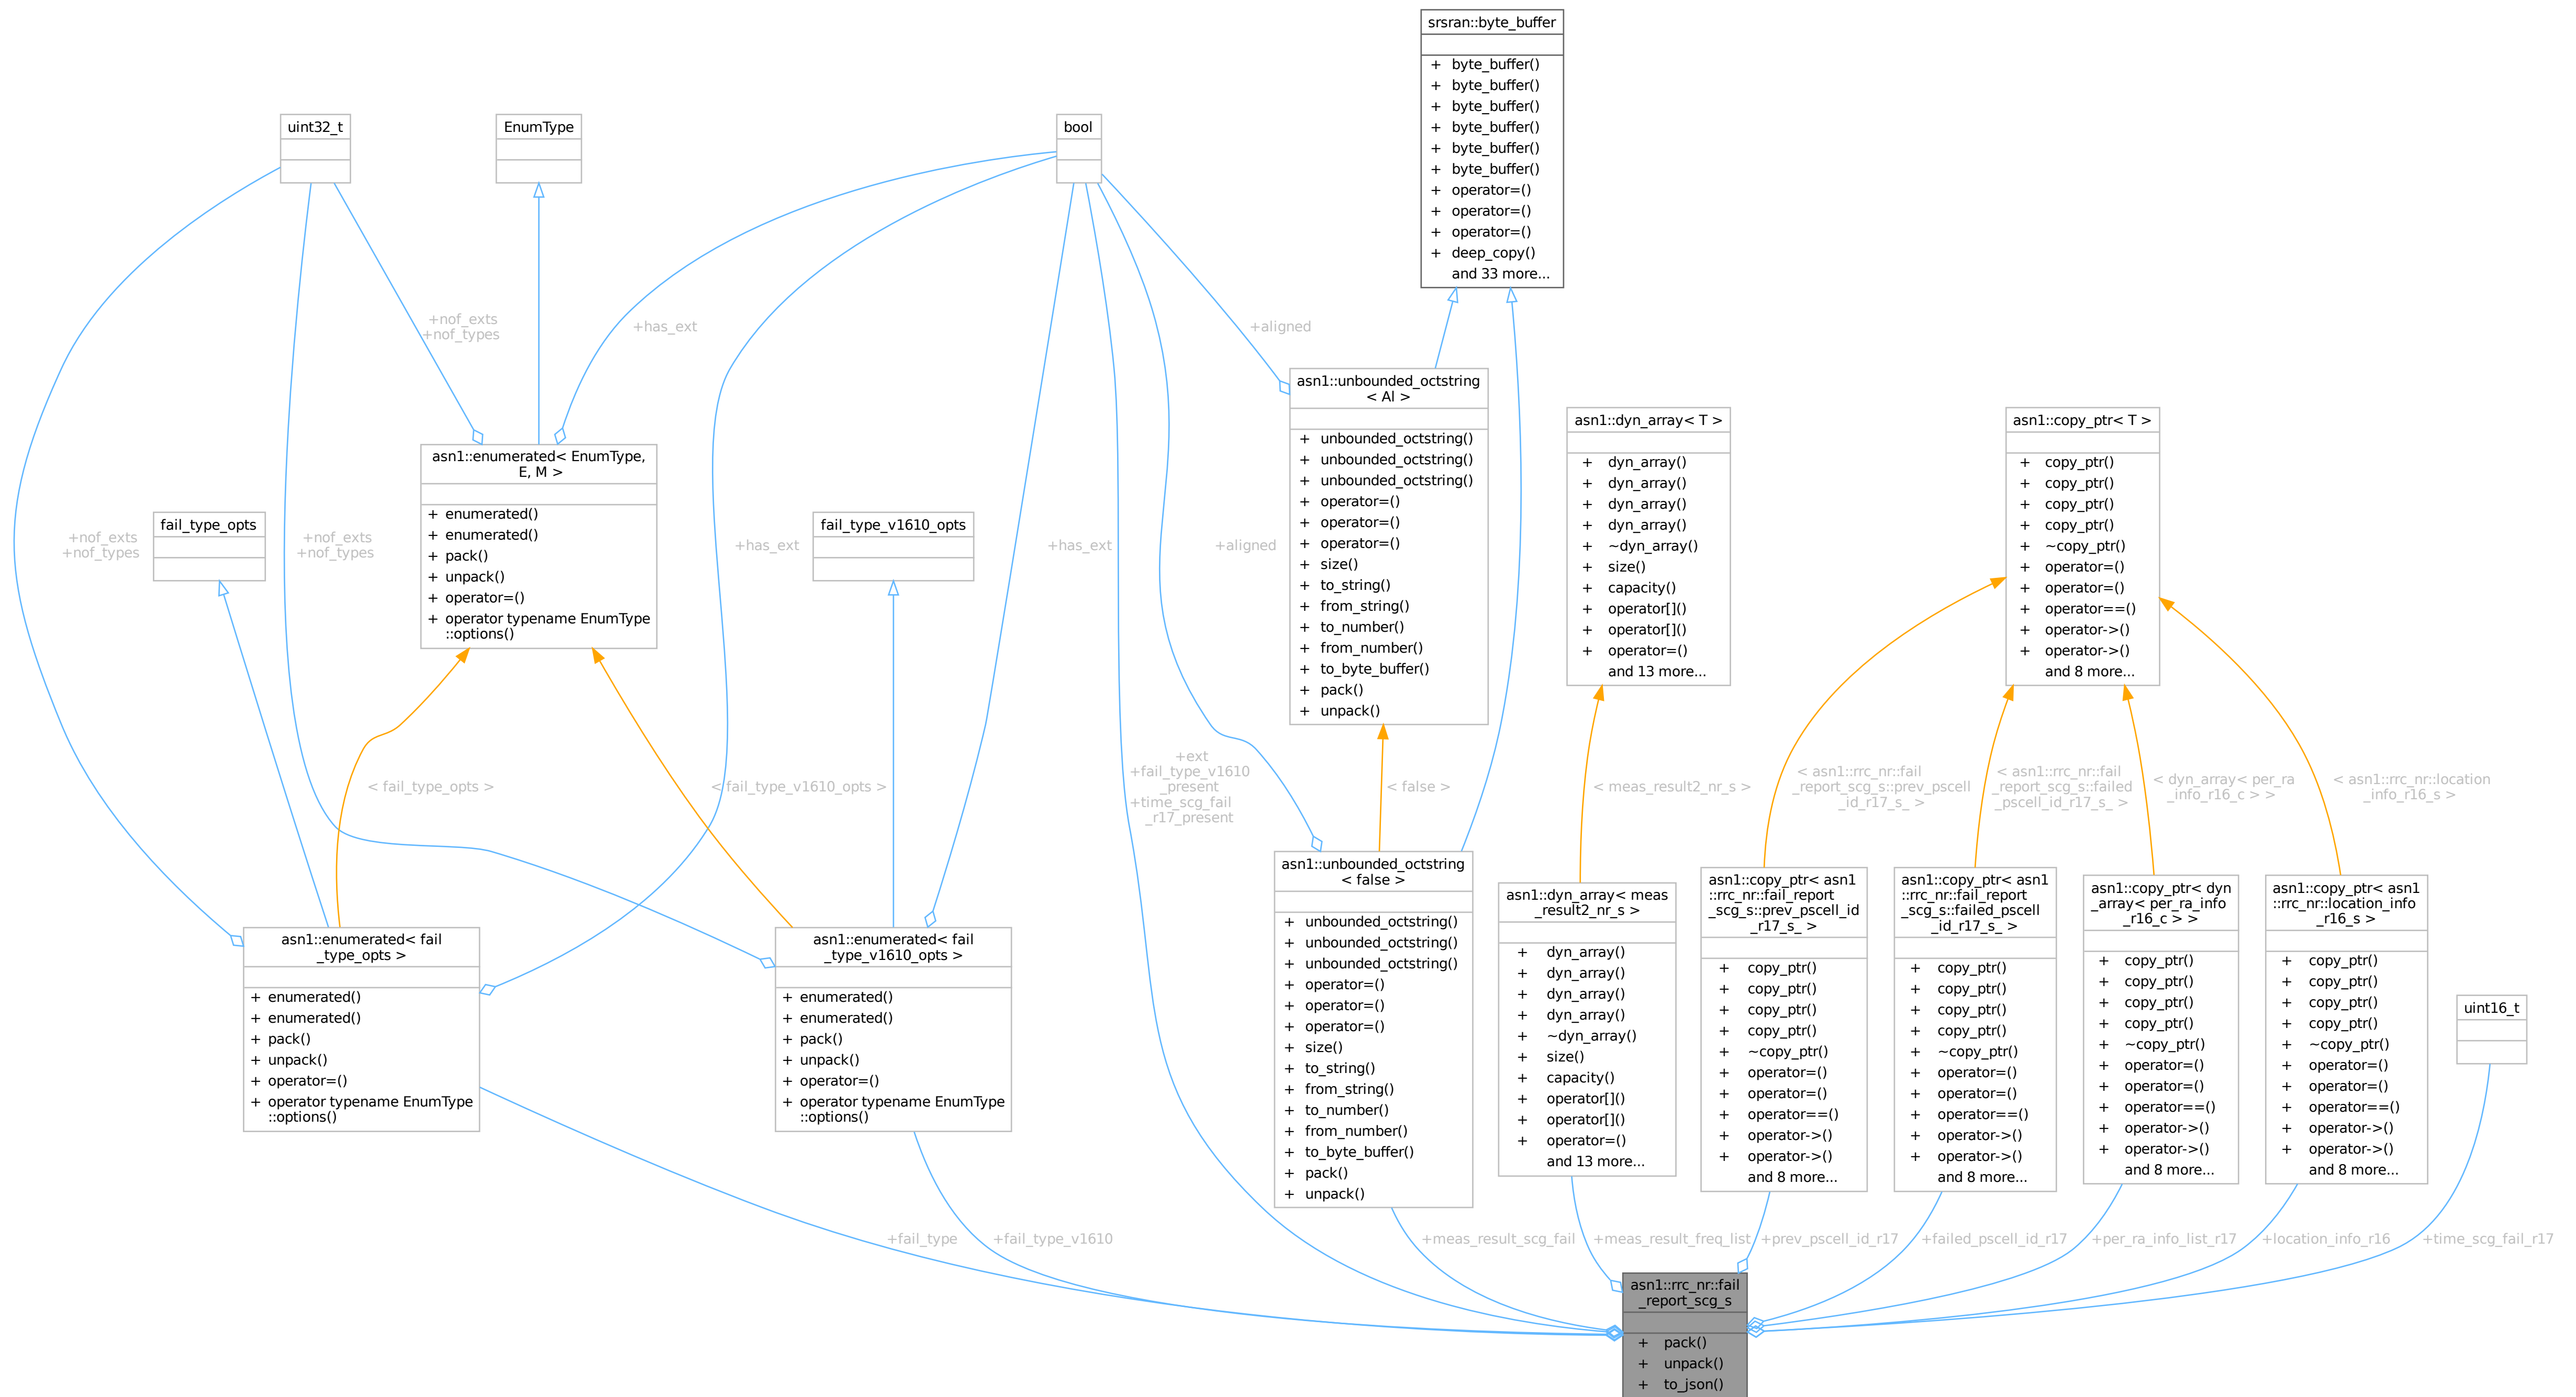 srsran::byte_buffer
+ byte_buffer()
+ byte_buffer()
+ byte_buffer()
+ byte_buffer()
+ byte_buffer()
+ byte_buffer()
+ operator=()
+ operator=()
+ operator=()
+ deep_copy()
and 33 more...
uint32_t
EnumType
bool
+nof_exts
+nof_types
+has_ext
+aligned
asn1::unbounded_octstring
< Al >
+ unbounded_octstring()
+ unbounded_octstring()
+ unbounded_octstring()
+ operator=()
+ operator=()
+ operator=()
+ size()
+ to_string()
+ from_string()
+ to_number()
+ from_number()
+ to_byte_buffer()
+ pack()
+ unpack()
asn1::dyn_array< T >
+ dyn_array()
+ dyn_array()
+ dyn_array()
+ dyn_array()
+ ~dyn_array()
+ size()
+ capacity()
+ operator[]()
+ operator[]()
+ operator=()
and 13 more...
asn1::copy_ptr< T >
+ copy_ptr()
+ copy_ptr()
+ copy_ptr()
+ copy_ptr()
+ ~copy_ptr()
+ operator=()
+ operator=()
+ operator==()
+ operator->()
+ operator->()
and 8 more...
asn1::enumerated< EnumType,
E, M >
+ enumerated()
+ enumerated()
+ pack()
+ unpack()
+ operator=()
+ operator typename EnumType
::options()
+nof_exts
+nof_types
fail_type_opts
+nof_exts
+nof_types
+has_ext
fail_type_v1610_opts
+has_ext
+aligned
< fail_type_opts >
< fail_type_v1610_opts >
+ext
+fail_type_v1610
_present
+time_scg_fail
_r17_present
< false >
< meas_result2_nr_s >
< asn1::rrc_nr::fail
_report_scg_s::prev_pscell
_id_r17_s_ >
< asn1::rrc_nr::fail
_report_scg_s::failed
_pscell_id_r17_s_ >
< dyn_array< per_ra
_info_r16_c > >
< asn1::rrc_nr::location
_info_r16_s >
asn1::enumerated< fail
_type_opts >
+ enumerated()
+ enumerated()
+ pack()
+ unpack()
+ operator=()
+ operator typename EnumType
::options()
asn1::enumerated< fail
_type_v1610_opts >
+ enumerated()
+ enumerated()
+ pack()
+ unpack()
+ operator=()
+ operator typename EnumType
::options()
asn1::unbounded_octstring
< false >
+ unbounded_octstring()
+ unbounded_octstring()
+ unbounded_octstring()
+ operator=()
+ operator=()
+ operator=()
+ size()
+ to_string()
+ from_string()
+ to_number()
+ from_number()
+ to_byte_buffer()
+ pack()
+ unpack()
asn1::dyn_array< meas
_result2_nr_s >
+ dyn_array()
+ dyn_array()
+ dyn_array()
+ dyn_array()
+ ~dyn_array()
+ size()
+ capacity()
+ operator[]()
+ operator[]()
+ operator=()
and 13 more...
asn1::copy_ptr< asn1
::rrc_nr::fail_report
_scg_s::prev_pscell_id
_r17_s_ >
+ copy_ptr()
+ copy_ptr()
+ copy_ptr()
+ copy_ptr()
+ ~copy_ptr()
+ operator=()
+ operator=()
+ operator==()
+ operator->()
+ operator->()
and 8 more...
asn1::copy_ptr< asn1
::rrc_nr::fail_report
_scg_s::failed_pscell
_id_r17_s_ >
+ copy_ptr()
+ copy_ptr()
+ copy_ptr()
+ copy_ptr()
+ ~copy_ptr()
+ operator=()
+ operator=()
+ operator==()
+ operator->()
+ operator->()
and 8 more...
asn1::copy_ptr< dyn
_array< per_ra_info
_r16_c > >
+ copy_ptr()
+ copy_ptr()
+ copy_ptr()
+ copy_ptr()
+ ~copy_ptr()
+ operator=()
+ operator=()
+ operator==()
+ operator->()
+ operator->()
and 8 more...
asn1::copy_ptr< asn1
::rrc_nr::location_info
_r16_s >
+ copy_ptr()
+ copy_ptr()
+ copy_ptr()
+ copy_ptr()
+ ~copy_ptr()
+ operator=()
+ operator=()
+ operator==()
+ operator->()
+ operator->()
and 8 more...
uint16_t
+fail_type
+fail_type_v1610
+meas_result_scg_fail
+meas_result_freq_list
+prev_pscell_id_r17
+failed_pscell_id_r17
+per_ra_info_list_r17
+location_info_r16
+time_scg_fail_r17
asn1::rrc_nr::fail
_report_scg_s
+ pack()
+ unpack()
+ to_json()